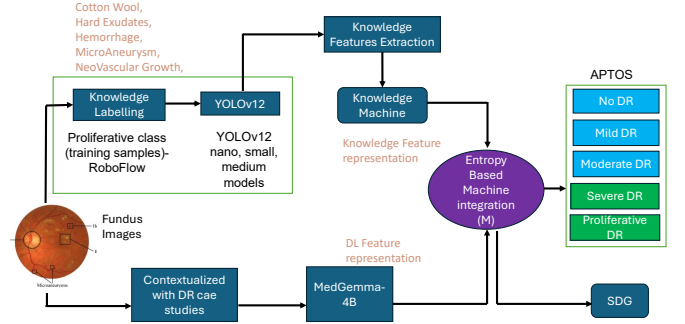 Cotton Wool,
Hard Exudates,
Hemorrhage,
MicroAneurysm,
NeoVascular Growth,
Knowledge
Features Extraction
Knowledge
Labelling
YOLOv12
Proliferative class
(training samples)-
RoboFlow
YOLOv12
nano, small,
medium
models
Knowledge
Machine
Knowledge Feature
representation
Entropy
Based
Machine
integration
(M)
APTOS
No DR
Mild DR
Moderate DR
Severe DR
Proliferative
DR
Fundus
Images
Microaneurysms
Contextualized
with DR cae
studies
DL Feature
representation
MedGemma-
4B
SDG